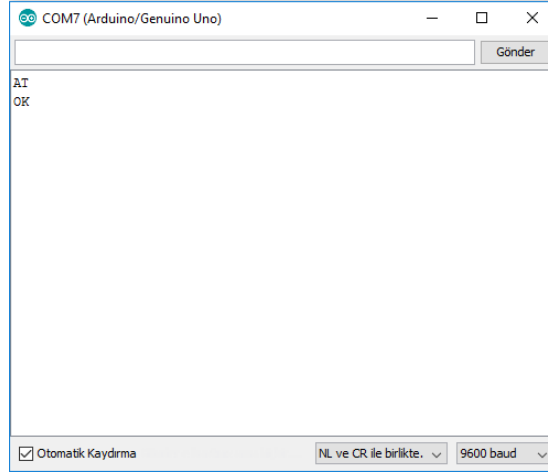 COM7 (Arduino/Genuino Uno)
Gönder
AT
OK
Otomatik Kaydırma
NL ve CR ile birlikte.
9600 baud